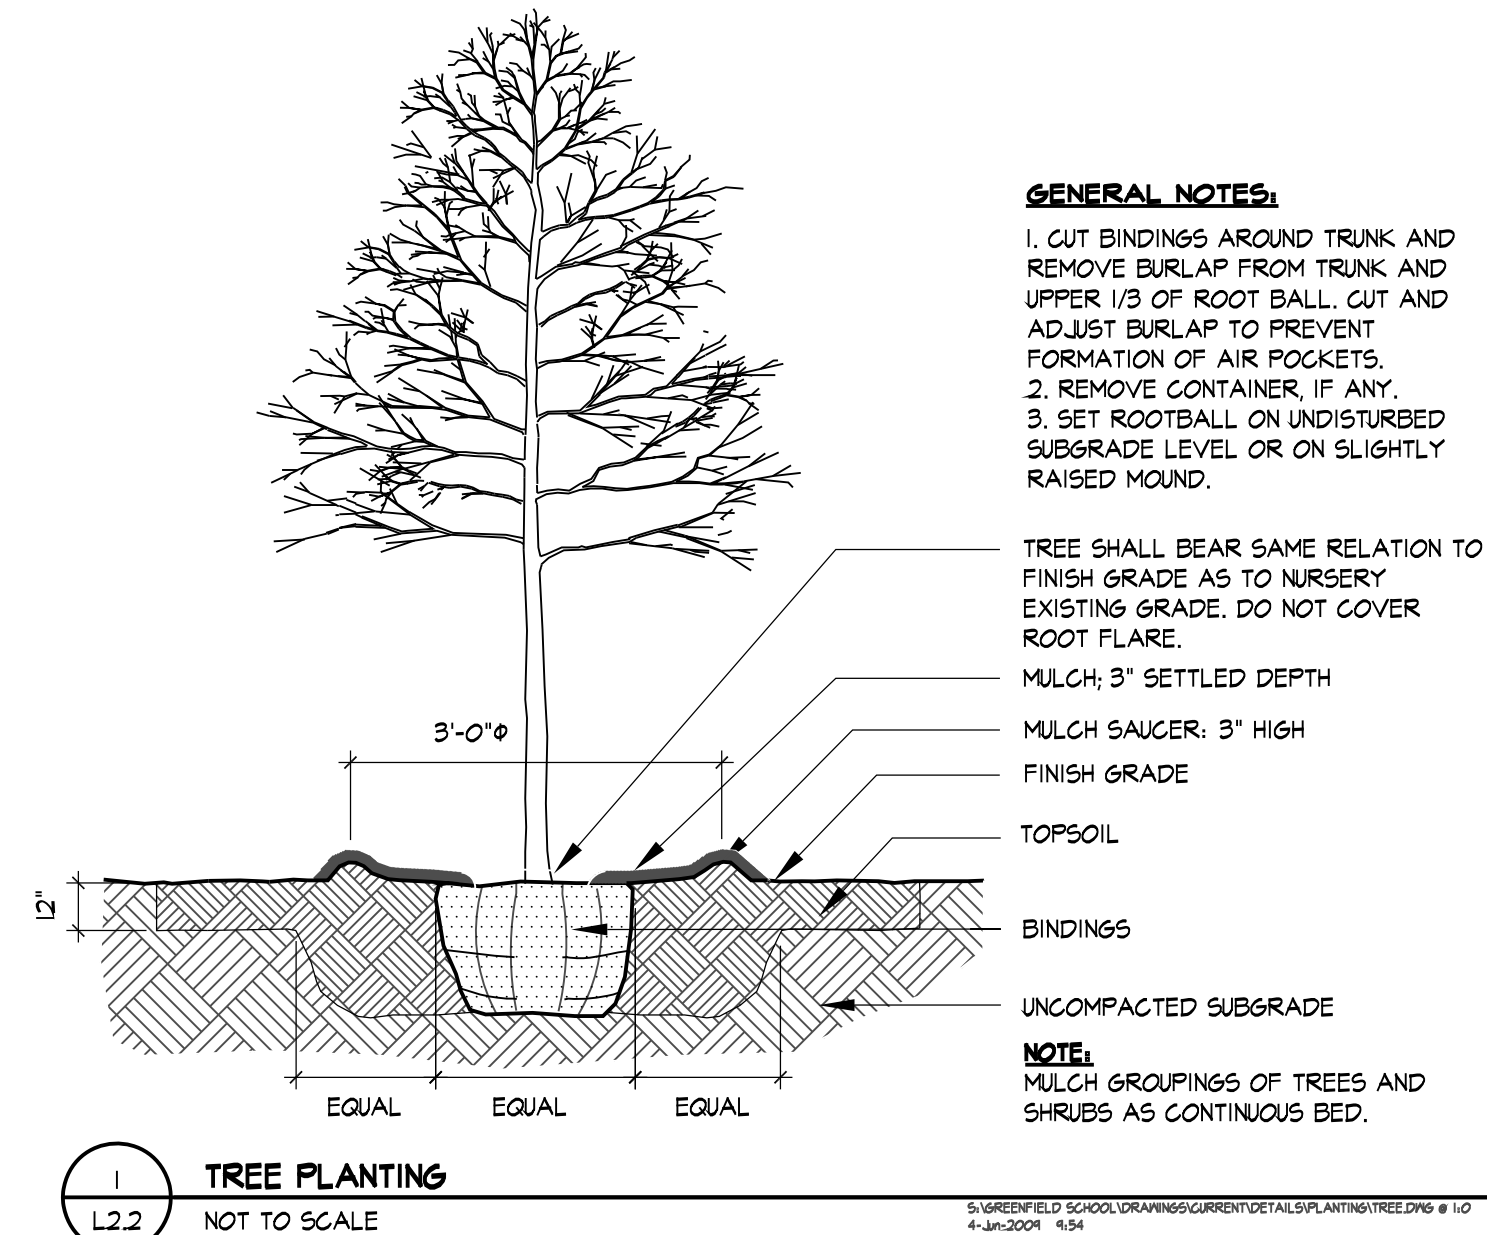 GENERAL NOTES:
1. CUT BINDINGS AROUND TRUNK AND
REMOVE BURLAP FROM TRUNK AND
UPPER 1/3 OF ROOT BALL. CUT AND
ADJUST BURLAP TO PREVENT
FORMATION OF AIR POCKETS.
2. REMOVE CONTAINER, IF ANY.
3. SET ROOTBALL ON UNDISTURBED
SUBGRADE LEVEL OR ON SLIGHTLY
RAISED MOUND.
TREE SHALL BEAR SAME RELATION TO
FINISH GRADE AS TO NURSERY
EXISTING GRADE. DO NOT COVER
ROOT FLARE.
MULCH; 3" SETTLED DEPTH
3'-0"Φ
MULCH SAUCER: 3" HIGH
FINISH GRADE
TOPSOIL
12"
BINDINGS
UNCOMPACTED SUBGRADE
NOTE:
MULCH GROUPINGS OF TREES AND
SHRUBS AS CONTINUOUS BED.
EQUAL EQUAL EQUAL
1
TREE PLANTING
L2.2
NOT TO SCALE
S:\GREENFIELD SCHOOL\DRAWINGS\CURRENT\DETAILS\PLANTING\TREE.DWG @ 1:0
4-Jun-2009 9:54